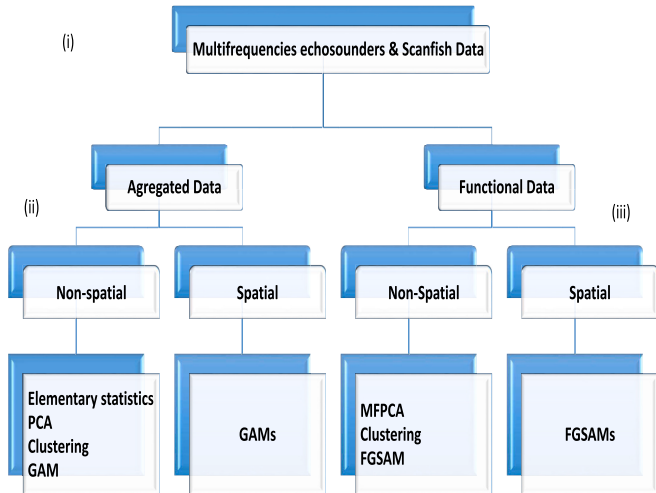 (i)
Multifrequencies echosounders & Scanfish Data
Agregated Data
Functional Data
(ii)
(iii)
Non-spatial
Spatial
Non-Spatial
Spatial
Elementary statistics
PCA
Clustering
GAM
GAMs
MFPCA
Clustering
FGSAM
FGSAMs